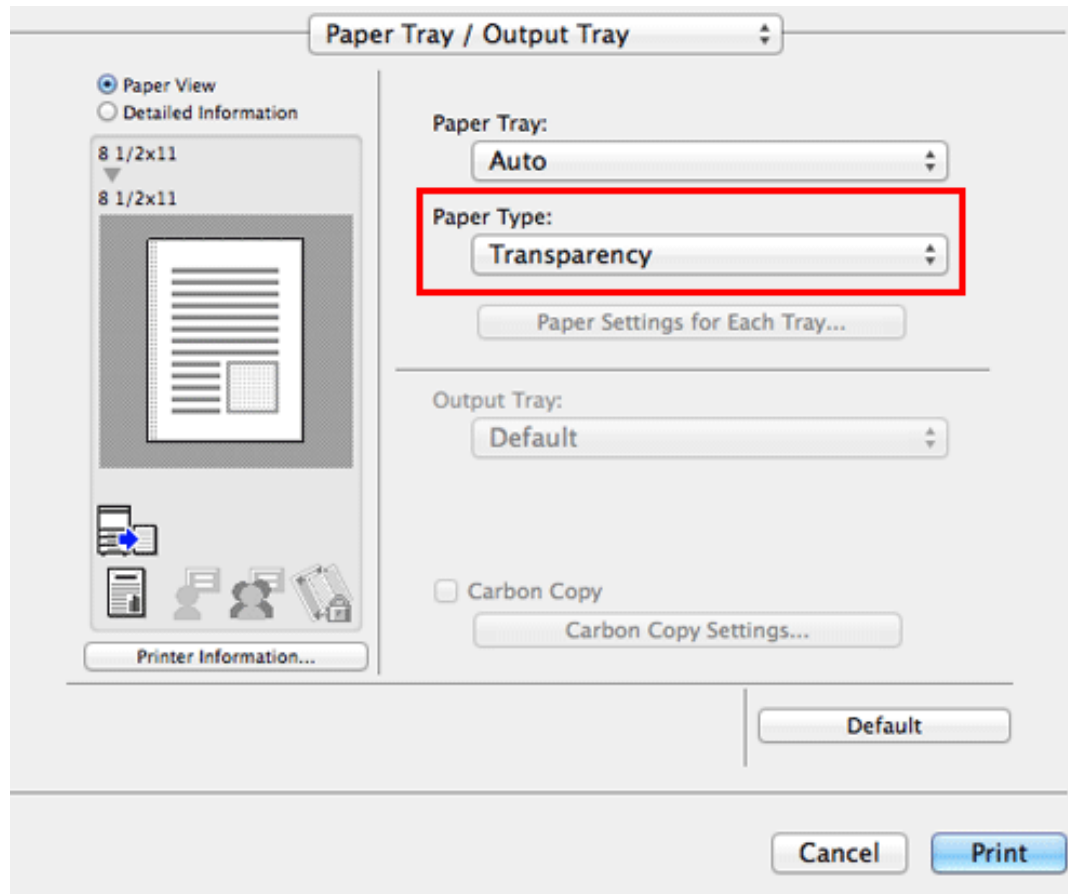 Paper Tray / Output Tray
Paper View
Detailed Information
8 1/2x11
8 1/2x11
Printer Information...
Paper Tray:
Auto
Paper Type:
Transparency
Paper Settings for Each Tray...
Output Tray:
Default
Carbon Copy
Carbon Copy Settings...
Default
Cancel
Print